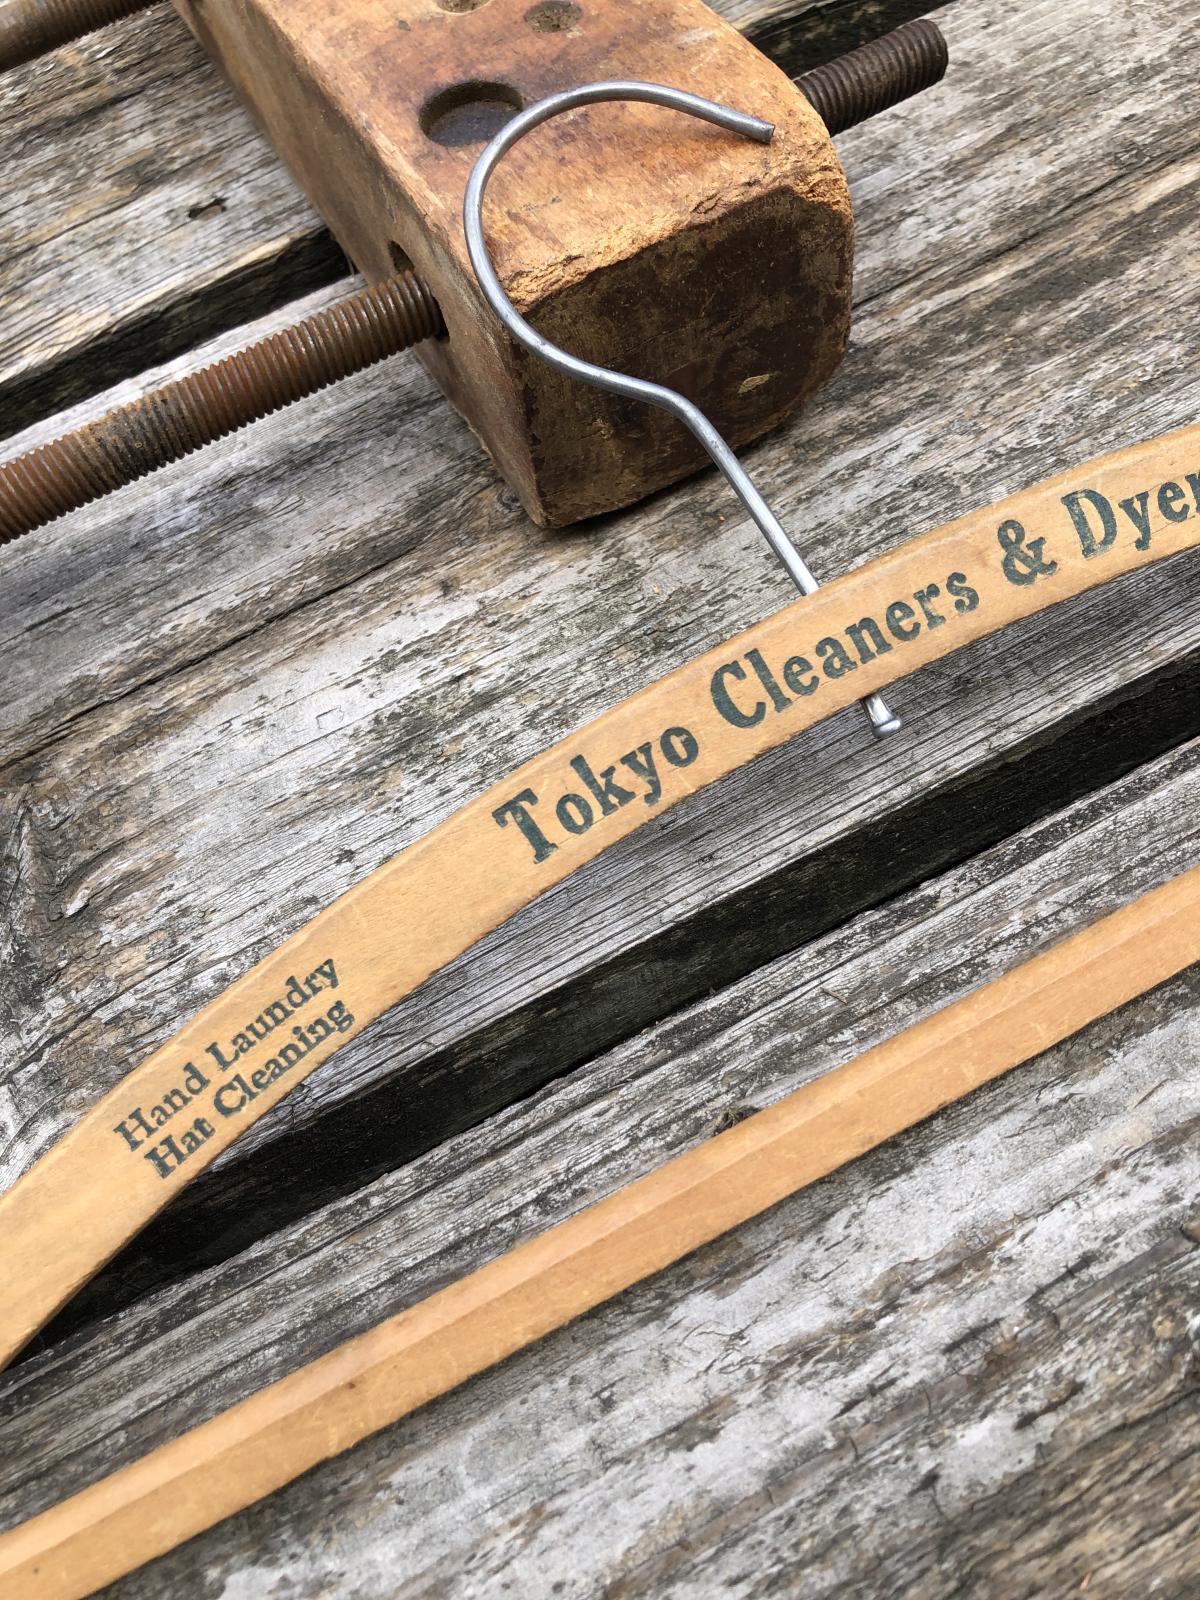 Tokyo Cleaners & Dyer
Hand Laundry
Hat Cleaning